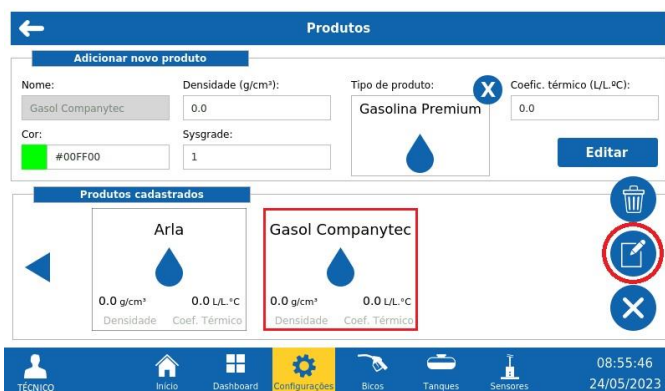 Produtos
Adicionar novo produto
Nome:
Densidade (g/cm³):
Tipo de produto:
X
Coefic. térmico (L/L.ºC):
Gasol Companytec
0.0
Gasolina Premium
0.0
Cor:
Sysgrade:
#00FF00
1
Editar
Produtos cadastrados
Arla
Gasol Companytec
0.0 g/cm³
0.0 L/L.°C
0.0 g/cm³
0.0 L/L.°C
Densidade
Coef. Térmico
Densidade
Coef. Térmico
TÉCNICO
Início
Dashboard
Configurações
Bicos
Tanques
Sensores
08:55:46
24/05/2023